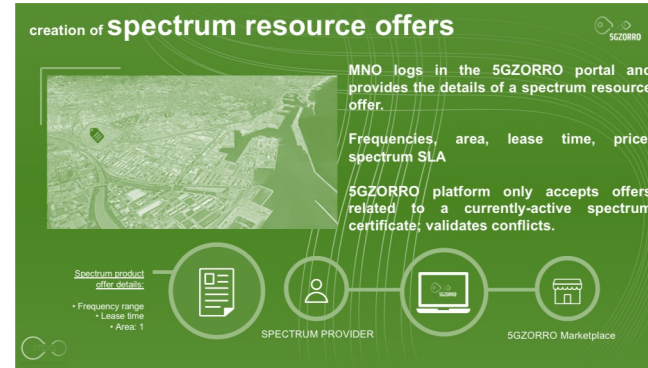 creation of spectrum resource offers
5GZORRO
MNO logs in the 5GZORRO portal and
provides the details of a spectrum resource
offer.
Frequencies, area, lease time, price,
spectrum SLA
5GZORRO platform only accepts offers
related to a currently-active spectrum
certificate; validates conflicts.
Spectrum product
offer details:
• Frequency range
• Lease time
• Area: 1
SPECTRUM PROVIDER
5GZORRO Marketplace